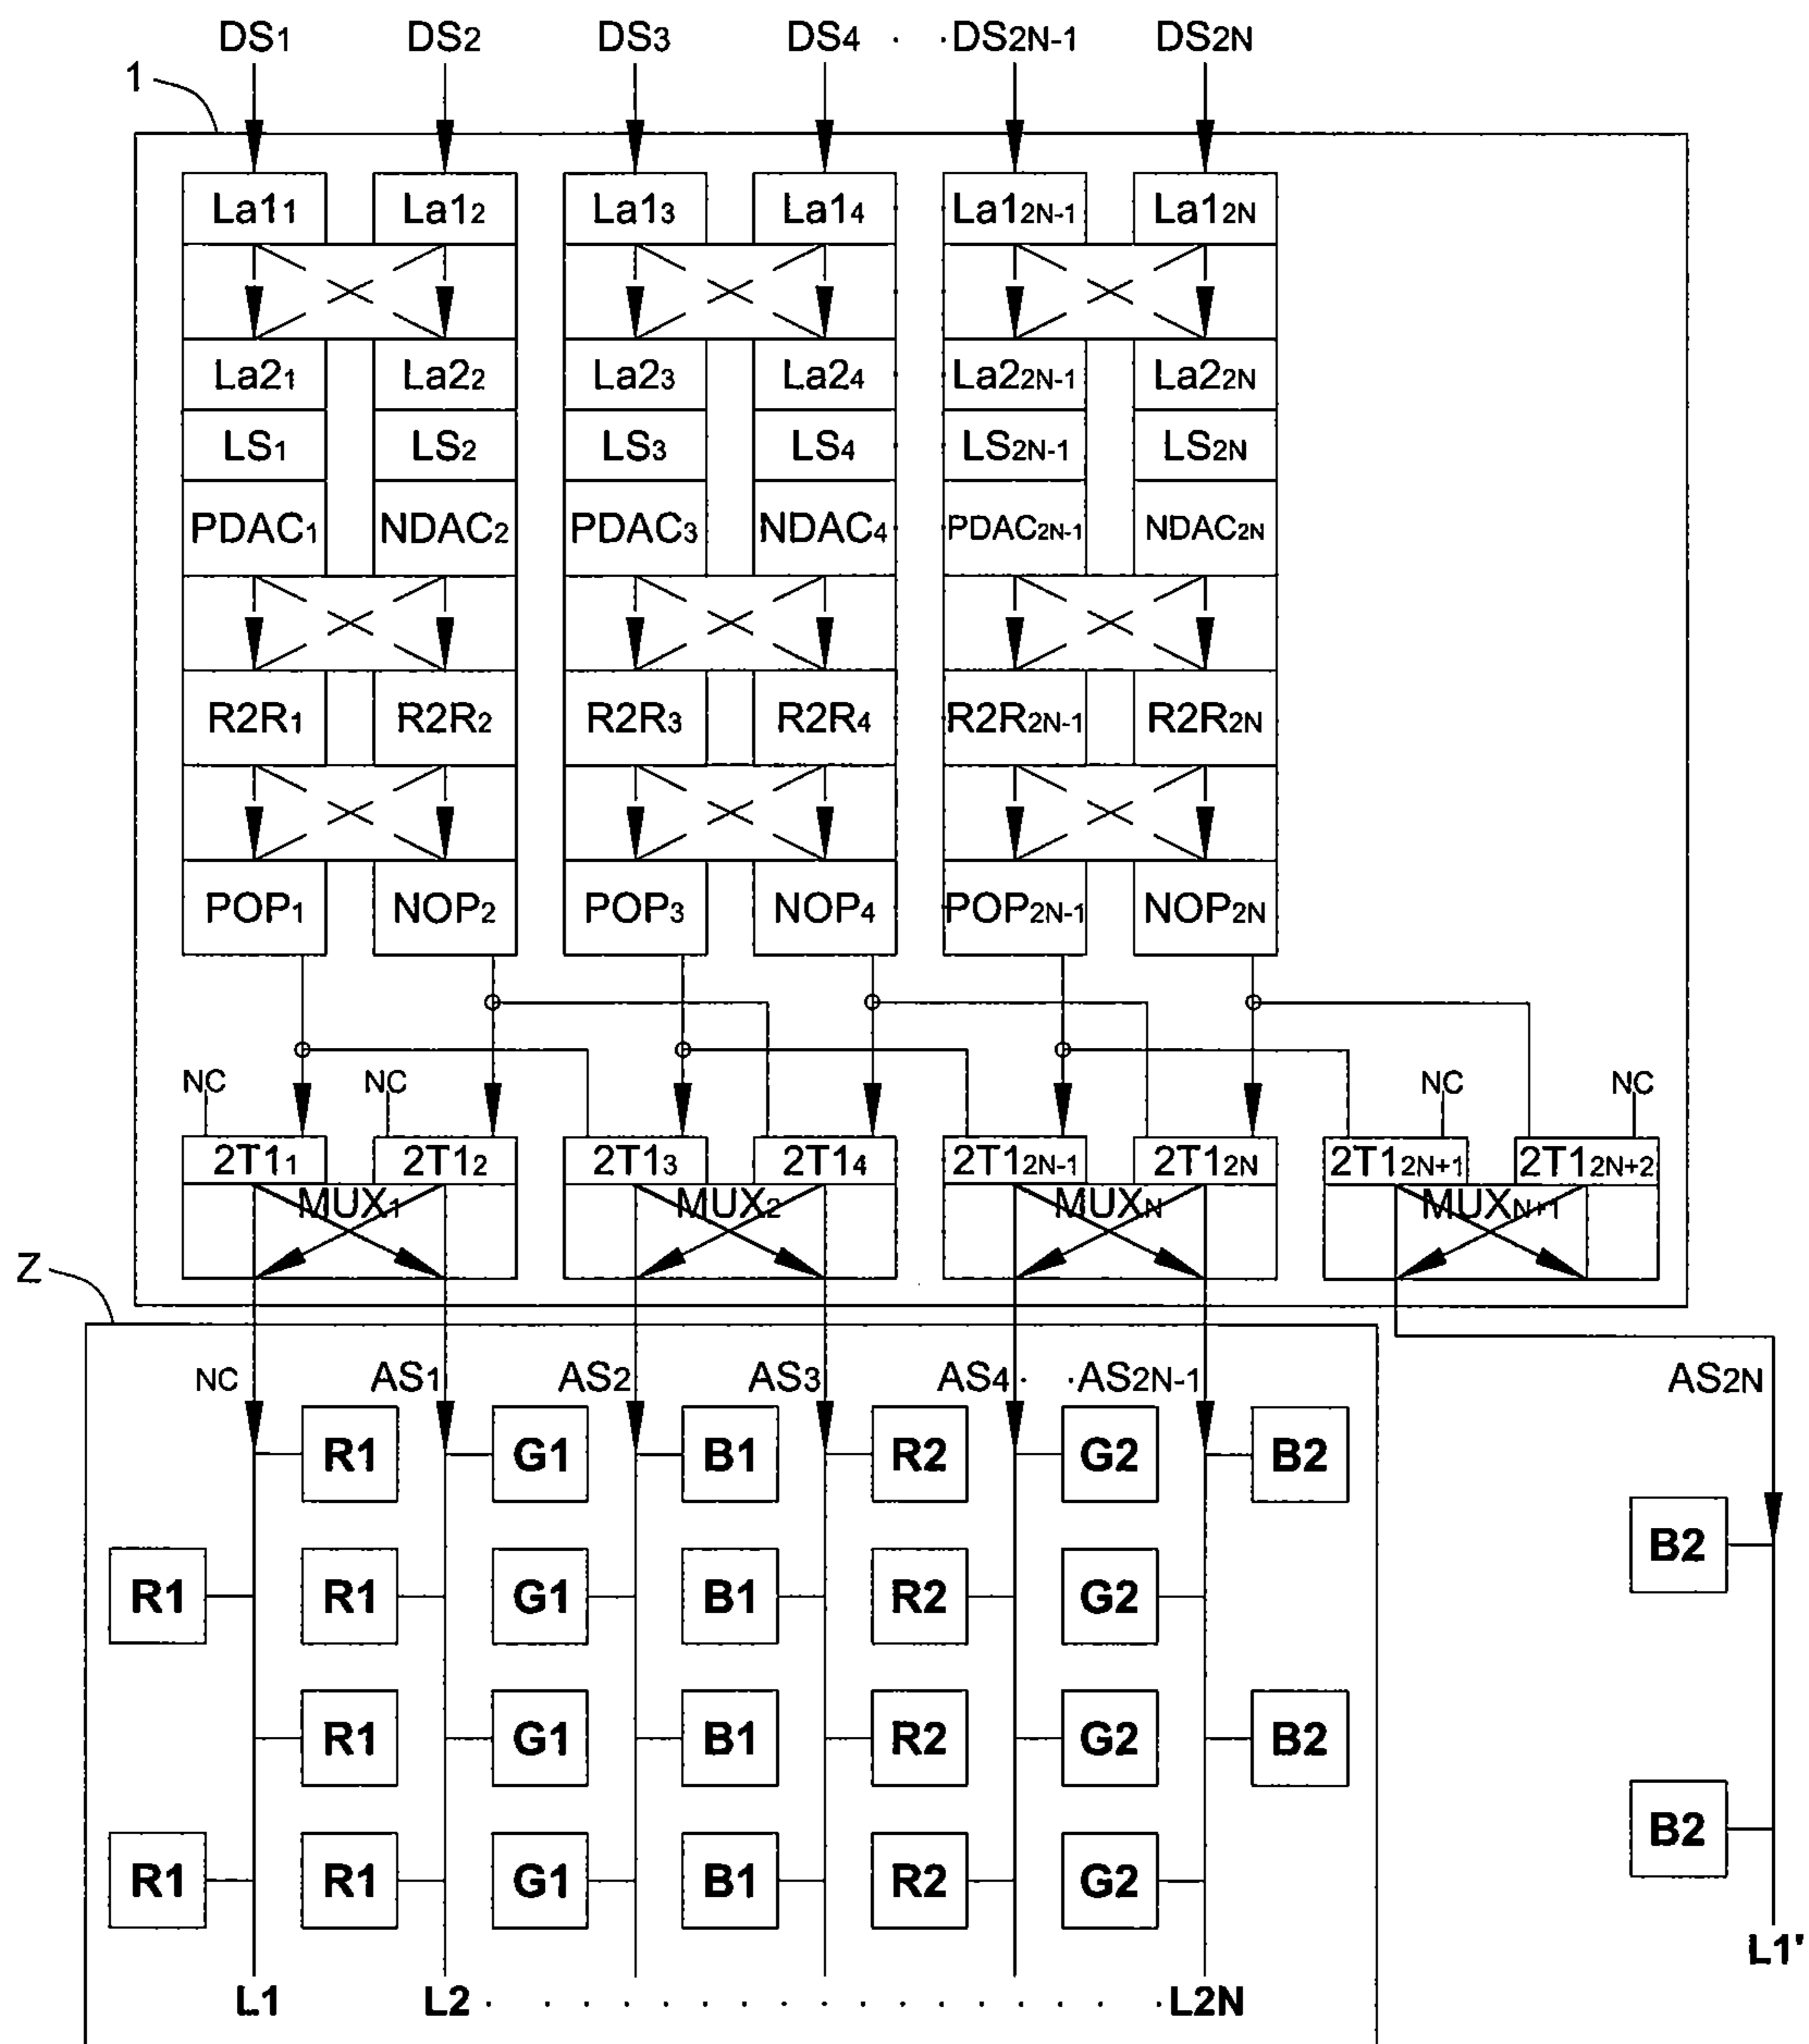 DS1 DS2 DS3 DS4 · ·DS2N-1 DS2N
1
La11 La12 La13 La14 La12N-1 La12N
La21 La22 La23 La24 La22N-1 La22N
LS1 LS2 LS3 LS4 LS2N-1 LS2N
PDAC1 NDAC2 PDAC3 NDAC4 PDAC2N-1 NDAC2N
R2R1 R2R2 R2R3 R2R4 R2R2N-1 R2R2N
POP1 NOP2 POP3 NOP4 POP2N-1 NOP2N
NC NC NC NC
2T11 2T12 2T13 2T14 2T12N-1 2T12N 2T12N+1 2T12N+2
MUX1 MUX2 MUXN MUXN+1
Z
NC AS1 AS2 AS3 AS4· ·AS2N-1 AS2N
R1 G1 B1 R2 G2 B2
B2
R1 R1 G1 B1 R2 G2
R1 G1 B1 R2 G2 B2
B2
R1 R1 G1 B1 R2 G2
L1'
L1 L2 · · · · · · · · · · · · · · · · · · L2N